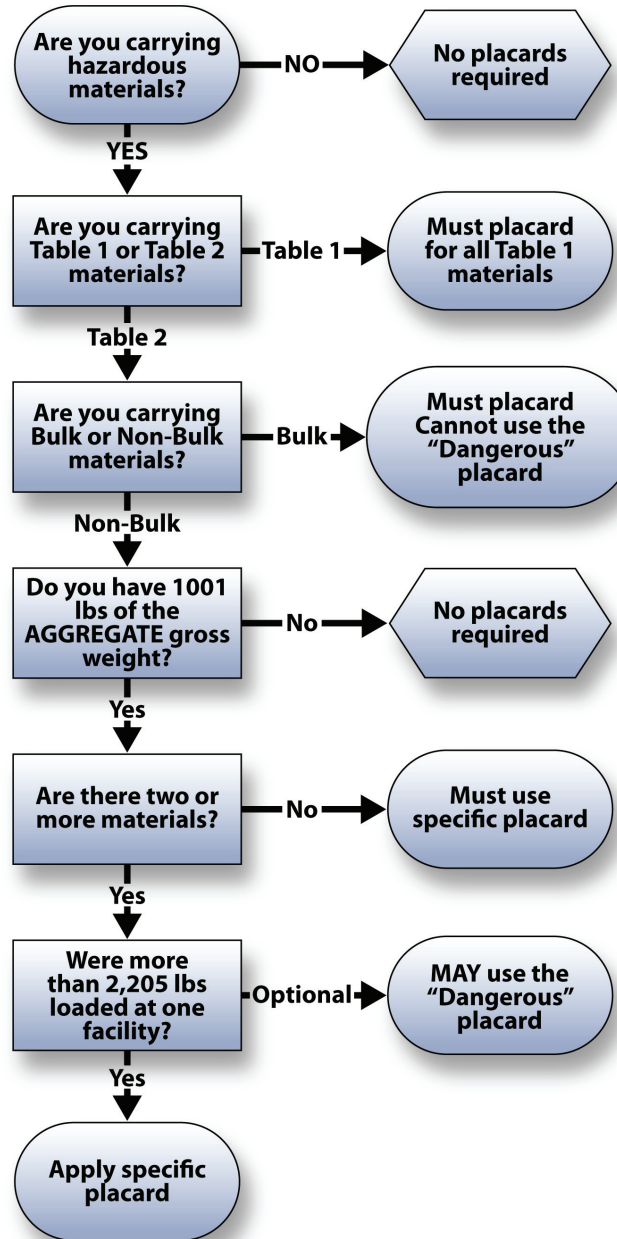 Are you carrying
hazardous
materials?
NO
No placards
required
YES
Are you carrying
Table 1 or Table 2
materials?
Table 1
Must placard
for all Table 1
materials
Table 2
Are you carrying
Bulk or Non-Bulk
materials?
Bulk
Must placard
Cannot use the
“Dangerous”
placard
Non-Bulk
Do you have 1001
lbs of the
AGGREGATE gross
weight?
No
No placards
required
Yes
Are there two or
more materials?
No
Must use
specific placard
Yes
Were more
than 2,205 lbs
loaded at one
facility?
Optional
MAY use the
“Dangerous”
placard
Yes
Apply specific
placard